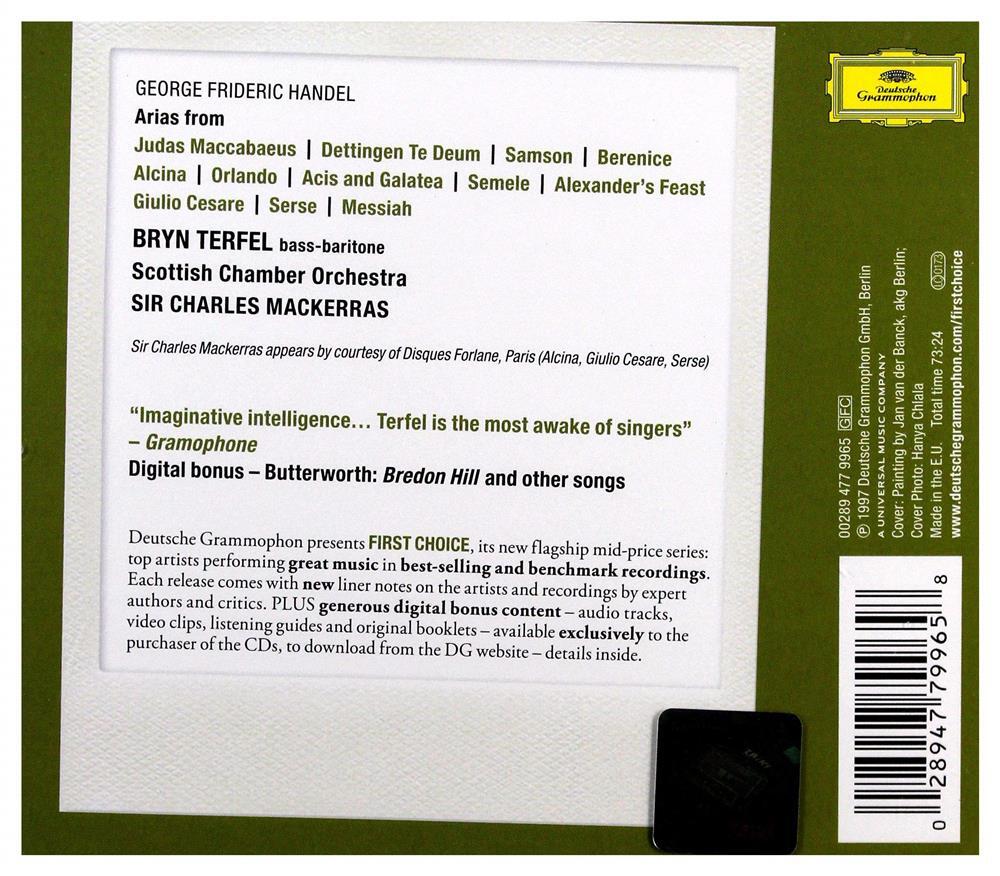 GEORGE FRIDERIC HANDEL
Arias from
Judas Maccabaeus | Dettingen Te Deum | Samson | Berenice
Alcina | Orlando | Acis and Galatea | Semele | Alexander's Feast
Giulio Cesare | Serse | Messiah
BRYN TERFEL bass-baritone
Scottish Chamber Orchestra
SIR CHARLES MACKERRAS
Sir Charles Mackerras appears by courtesy of Disques Forlane, Paris (Alcina, Giulio Cesare, Serse)
“Imaginative intelligence… Terfel is the most awake of singers”
– Gramophone
Digital bonus – Butterworth: Bredon Hill and other songs
Deutsche Grammophon presents FIRST CHOICE, its new flagship mid-price series:
top artists performing great music in best-selling and benchmark recordings.
Each release comes with new liner notes on the artists and recordings by expert
authors and critics. PLUS generous digital bonus content – audio tracks,
video clips, listening guides and original booklets – available exclusively to the
purchaser of the CDs, to download from the DG website – details inside.
Deutsche
Grammophon
00289 477 9965 GFC
℗ 1997 Deutsche Grammophon GmbH, Berlin
A UNIVERSAL MUSIC COMPANY
Cover: Painting by Jan van der Banck, akg Berlin;
Cover Photo: Hanya Chlala
Made in the E.U. Total time 73:24 LC0173
www.deutschegrammophon.com/firstchoice
0 28947 79965 8